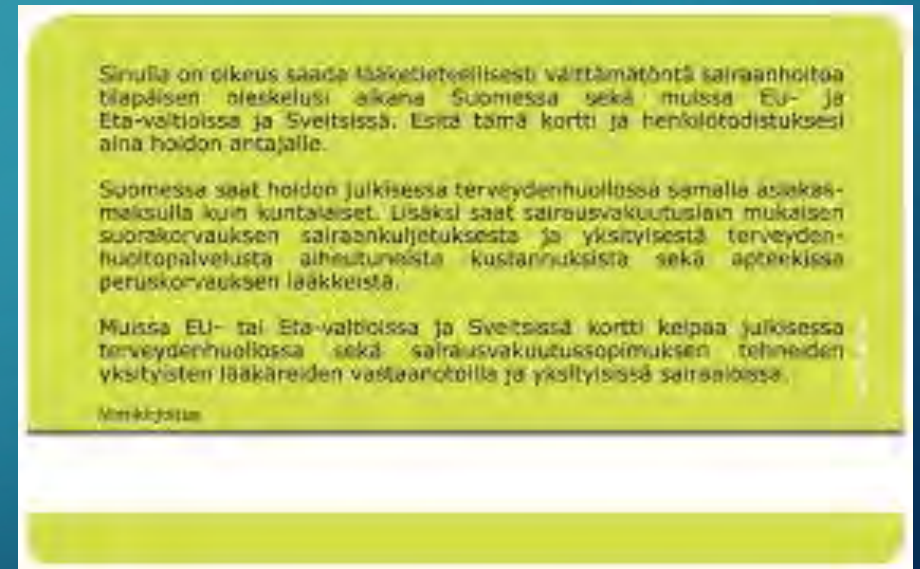 Sinulla on oikeus saada lääketieteellisesti välttämätöntä sairaanhoitoa
tilapäisen oleskelusi aikana Suomessa sekä muissa EU- ja
Eta-valtioissa ja Sveitsissä. Esitä tämä kortti ja henkilötodistuksesi
aina hoidon antajalle.
Suomessa saat hoidon julkisessa terveydenhuollossa samalla asiakas-
maksulla kuin kuntalaiset. Lisäksi saat sairausvakuutuslain mukaisen
suorakorvauksen sairaankuljetuksesta ja yksityisestä terveyden-
huoltopalvelusta aiheutuneista kustannuksista sekä apteekissa
peruskorvauksen lääkkeistä.
Muissa EU- tai Eta-valtioissa ja Sveitsissä kortti kelpaa julkisessa
terveydenhuollossa sekä sairausvakuutussopimuksen tehneiden
yksityisten lääkäreiden vastaanotoilla ja yksityisissä sairaaloissa.
Nimikirjoitus